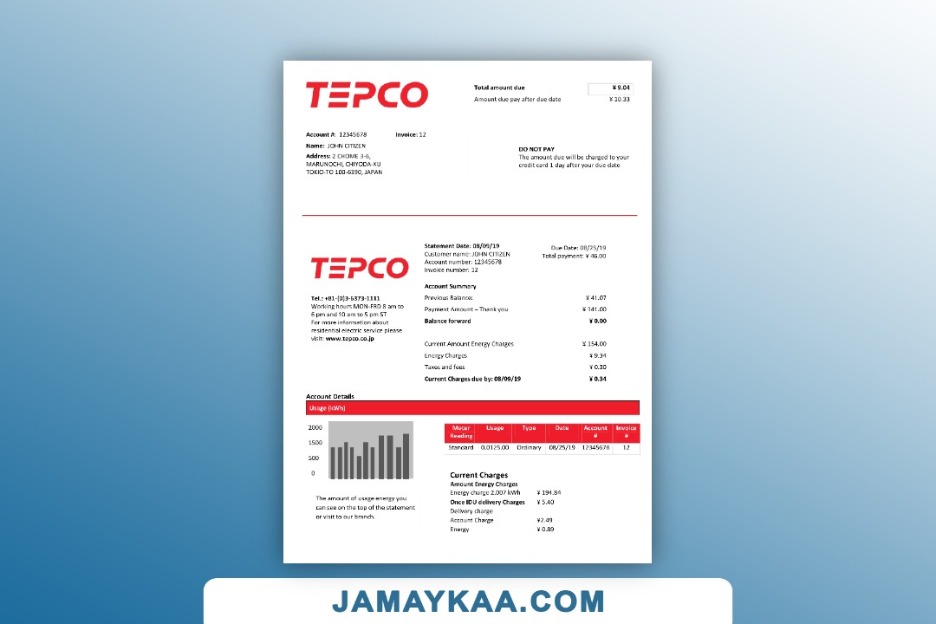 TEPCO
Total amount due ¥ 9.04
Amount due pay after due date ¥ 10.33
Account #: 12345678 Invoice: 12
Name: JOHN CITIZEN
Address: 2 CHOME 3-6,
MARUNOCHI, CHIYODA-KU
TOKIO-TO 100-6390, JAPAN
DO NOT PAY
The amount due will be charged to your
credit card 1 day after your due date
TEPCO
Tel.: +81-(0)3-6373-1111
Working hours MON-FRD 8 am to
6 pm and 10 am to 5 pm ST
For more information about
residential electric service please
visit: www.tepco.co.jp
Statement Date: 08/09/19
Customer name: JOHN CITIZEN
Account number: 12345678
Invoice number: 12
Due Date: 08/25/19
Total payment: ¥ 46.00
Account Summary
Previous Balance: ¥ 41.07
Payment Amount – Thank you ¥ 141.00
Balance forward ¥ 0.00
Current Amount Energy Charges ¥ 154.00
Energy Charges ¥ 9.34
Taxes and fees ¥ 0.30
Current Charges due by: 08/09/19 ¥ 0.34
Account Details
Usage (kWh)
2000
1500
500
0
The amount of usage energy you
can see on the top of the statement
or visit to our brands.
Meter Reading Usage Type Date Account # Invoice #
Standard 0.0125.00 Ordinary 08/25/19 12345678 12
Current Charges
Amount Energy Charges
Energy charge 2.007 kWh ¥ 194.84
Once IDU delivery Charges ¥ 5.40
Delivery charge
Account Charge ¥2.49
Energy ¥ 0.89
JAMAYKAA.COM